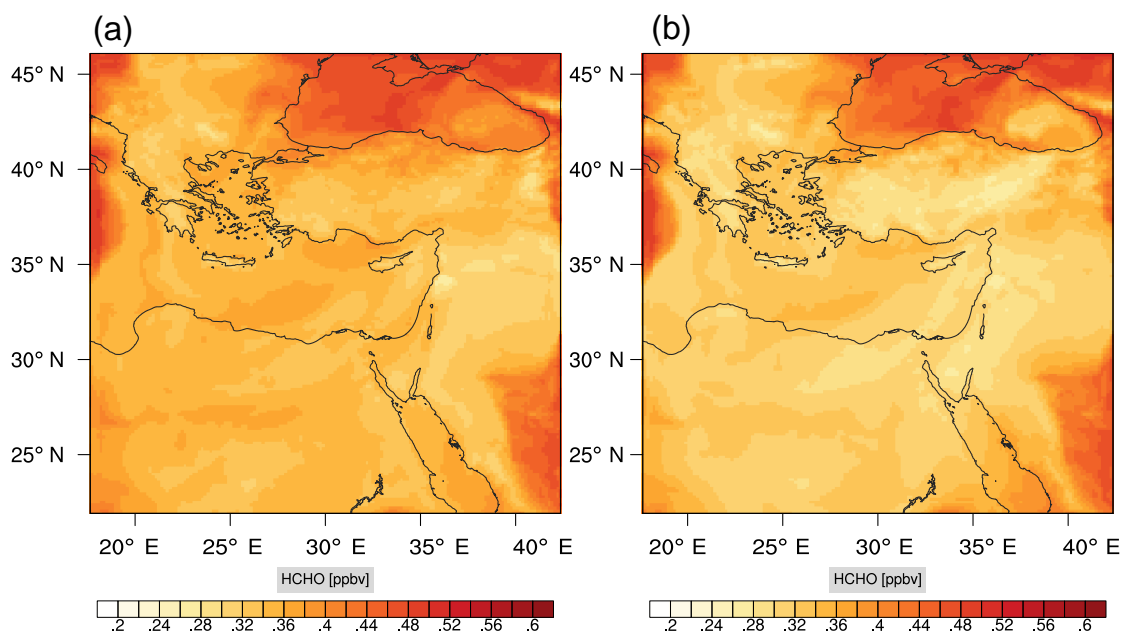 (a) (b)
45° N 45° N
40° N 40° N
35° N 35° N
30° N 30° N
25° N 25° N
20° E 25° E 30° E 35° E 40° E 20° E 25° E 30° E 35° E 40° E
HCHO [ppbv] HCHO [ppbv]
.2 .24 .28 .32 .36 .4 .44 .48 .52 .56 .6 .2 .24 .28 .32 .36 .4 .44 .48 .52 .56 .6